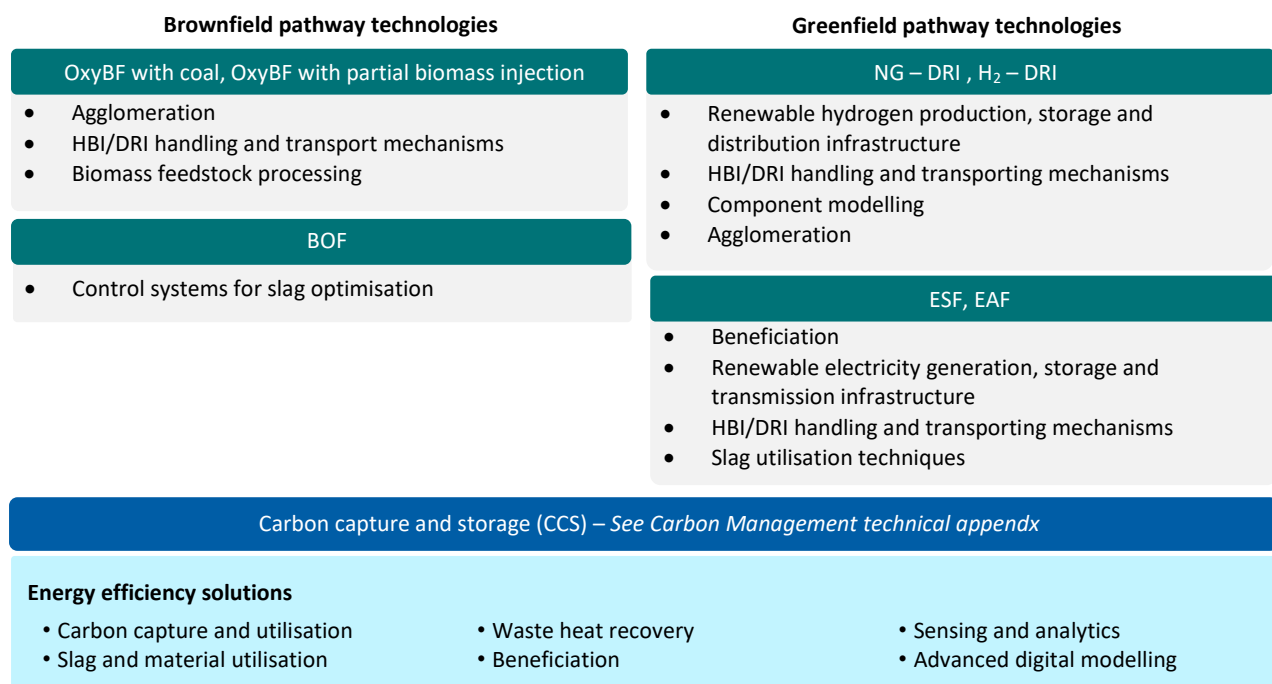 Brownfield pathway technologies
OxyBF with coal, OxyBF with partial biomass injection
• Agglomeration
• HBI/DRI handling and transport mechanisms
• Biomass feedstock processing
BOF
• Control systems for slag optimisation
Greenfield pathway technologies
NG – DRI , H₂ – DRI
• Renewable hydrogen production, storage and
distribution infrastructure
• HBI/DRI handling and transporting mechanisms
• Component modelling
• Agglomeration
ESF, EAF
• Beneficiation
• Renewable electricity generation, storage and
transmission infrastructure
• HBI/DRI handling and transporting mechanisms
• Slag utilisation techniques
Carbon capture and storage (CCS) – See Carbon Management technical appendx
Energy efficiency solutions
• Carbon capture and utilisation
• Slag and material utilisation
• Waste heat recovery
• Beneficiation
• Sensing and analytics
• Advanced digital modelling